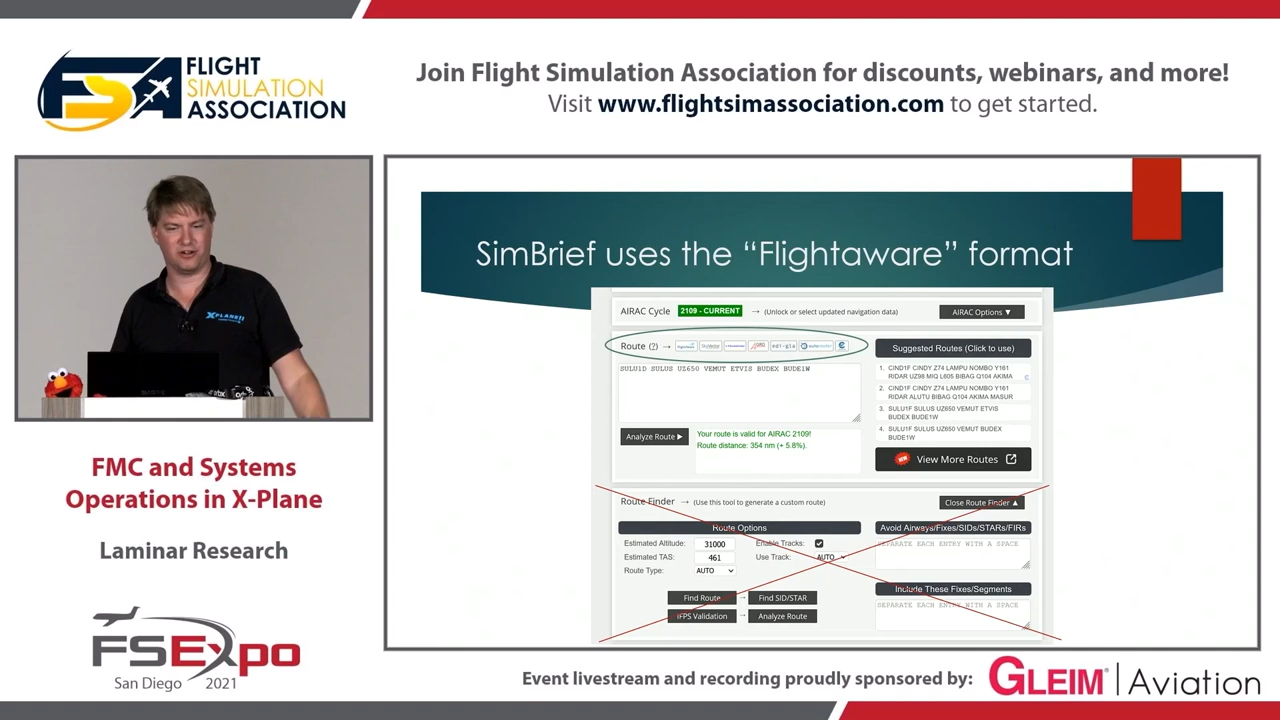 FSA
FLIGHT
SIMULATION
ASSOCIATION
Join Flight Simulation Association for discounts, webinars, and more!
Visit www.flightsimassociation.com to get started.
X-PLANE 11
FMC and Systems
Operations in X-Plane
Laminar Research
FSExpo
San Diego 2021
SimBrief uses the “Flightaware” format
AIRAC Cycle 2109 - CURRENT → (Unlock or select updated navigation data) AIRAC Options ▼
Route (?) →
SULU1D SULUS UZ650 VEMUT ETVIS BUDEX BUDE1W
Analyze Route ▶
Your route is valid for AIRAC 2109!
Route distance: 354 nm (+ 5.8%).
Suggested Routes (Click to use)
1. CIND1F CINDY Z74 LAMPU NOMBO Y161
RIDAR UZ98 MIQ L605 BIBAG Q104 AKIMA
2. CIND1F CINDY Z74 LAMPU NOMBO Y161
RIDAR ALUTU BIBAG Q104 AKIMA MASUR
3. SULU1F SULUS UZ650 VEMUT ETVIS
BUDEX BUDE1W
4. SULU1F SULUS UZ650 VEMUT BUDEX
BUDE1W
NEW View More Routes
Route Finder → (Use this tool to generate a custom route) Close Route Finder ▲
Route Options
Estimated Altitude: 31000 Enable Tracks:
Estimated TAS: 461 Use Track: AUTO
Route Type: AUTO
Find Route → Find SID/STAR
IFPS Validation → Analyze Route
Avoid Airways/Fixes/SIDs/STARs/FIRs
SEPARATE EACH ENTRY WITH A SPACE
Include These Fixes/Segments
SEPARATE EACH ENTRY WITH A SPACE
Event livestream and recording proudly sponsored by: GLEIM® | Aviation